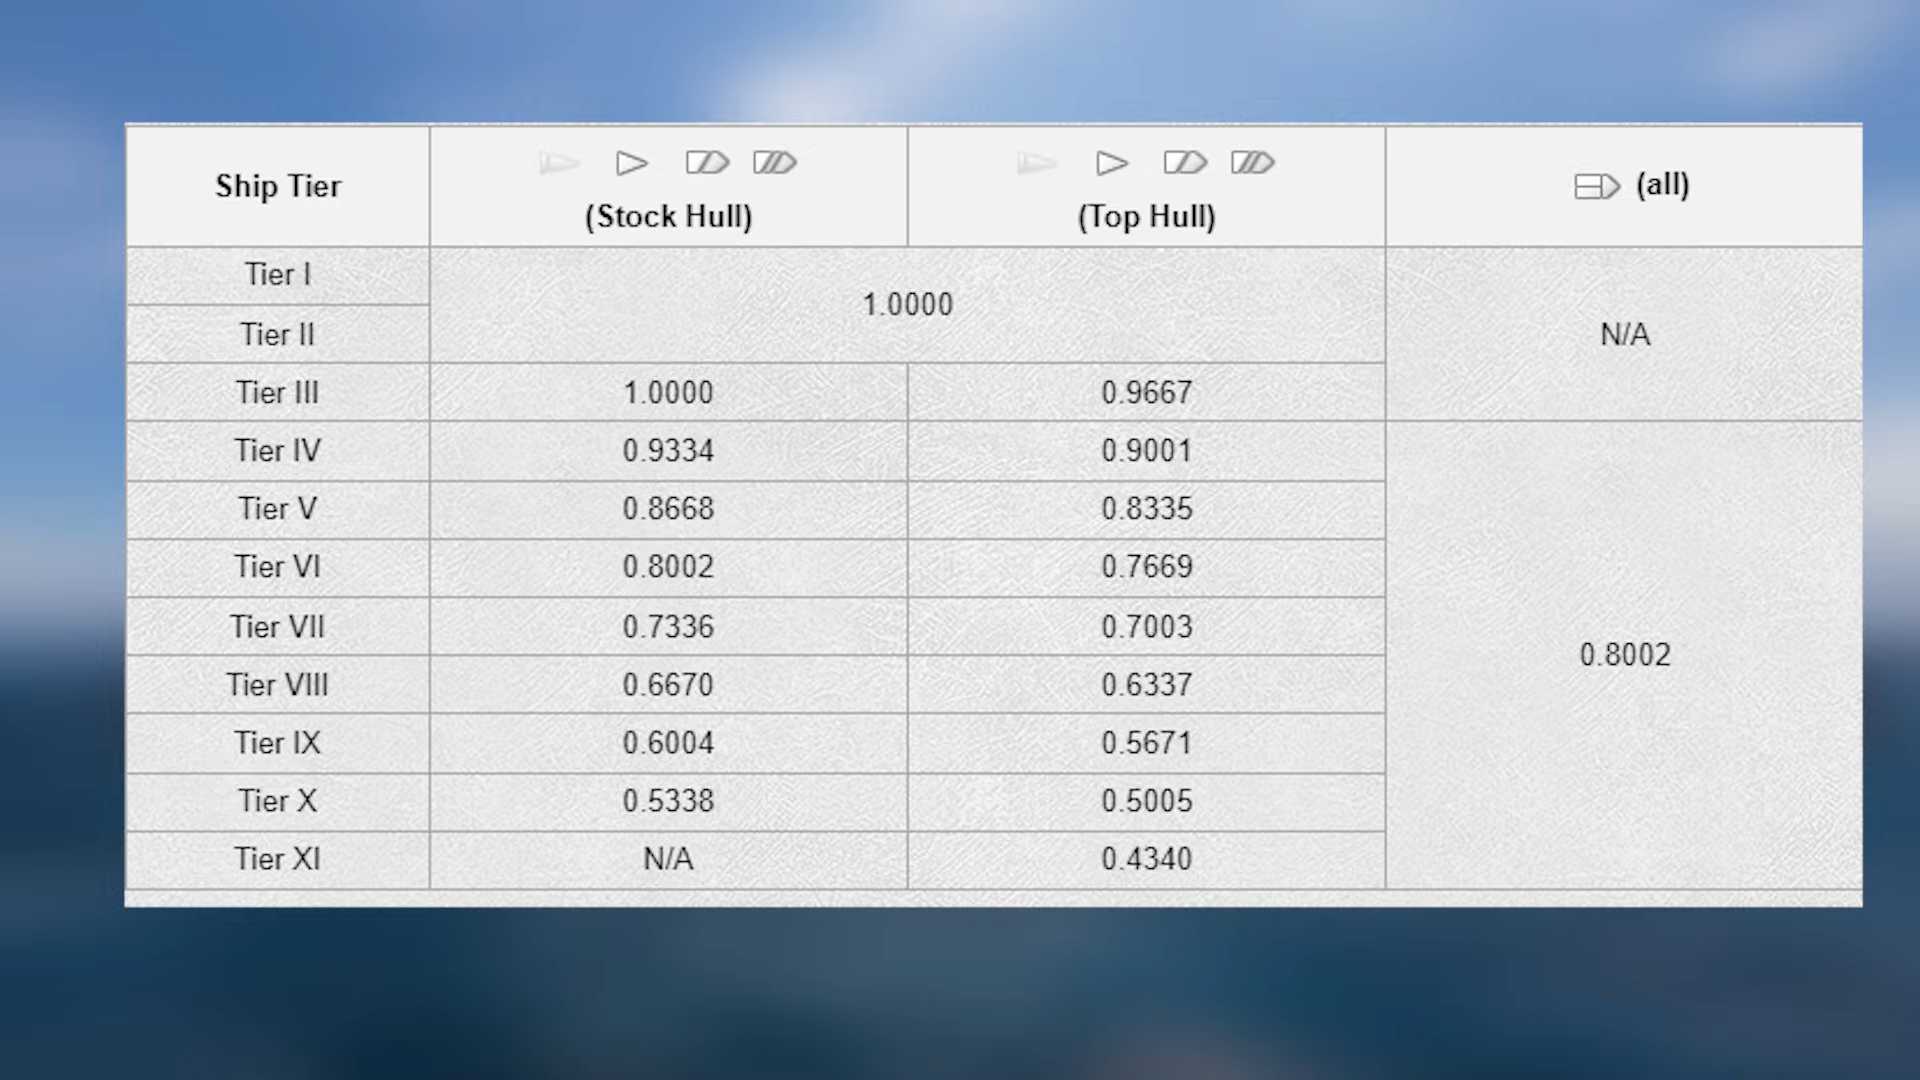 Ship Tier (Stock Hull) (Top Hull) (all)
Tier I 1.0000 N/A
Tier II
Tier III 1.0000 0.9667
Tier IV 0.9334 0.9001 0.8002
Tier V 0.8668 0.8335
Tier VI 0.8002 0.7669
Tier VII 0.7336 0.7003
Tier VIII 0.6670 0.6337
Tier IX 0.6004 0.5671
Tier X 0.5338 0.5005
Tier XI N/A 0.4340